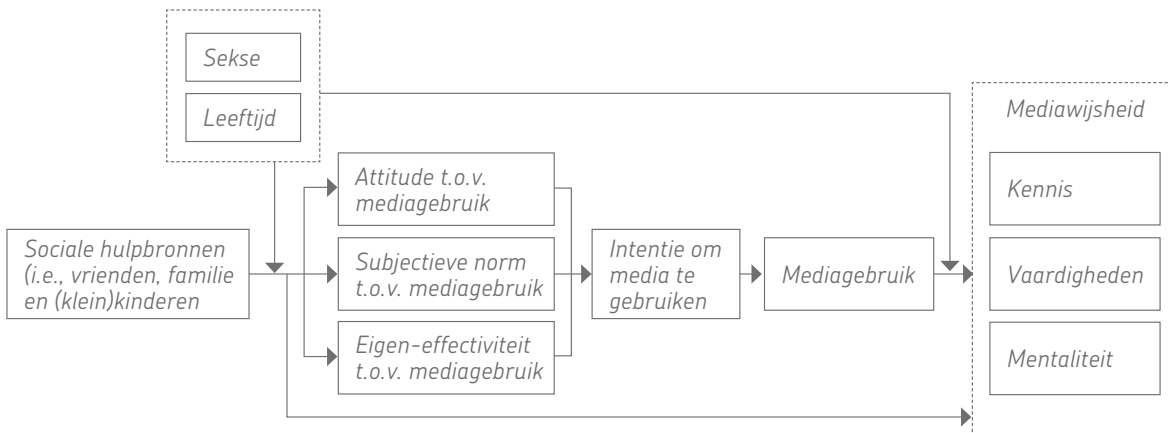 Sekse
Leeftijd
Sociale hulpbronnen
(i.e., vrienden, familie
en (klein)kinderen
Attitude t.o.v.
mediagebruik
Subjectieve norm
t.o.v. mediagebruik
Eigen-effectiviteit
t.o.v. mediagebruik
Intentie om
media te
gebruiken
Mediagebruik
Mediawijsheid
Kennis
Vaardigheden
Mentaliteit